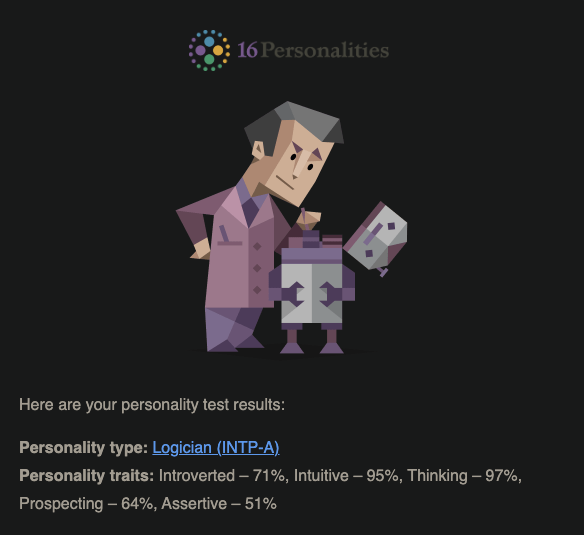 16Personalities
Here are your personality test results:
Personality type: Logician (INTP-A)
Personality traits: Introverted – 71%, Intuitive – 95%, Thinking – 97%,
Prospecting – 64%, Assertive – 51%